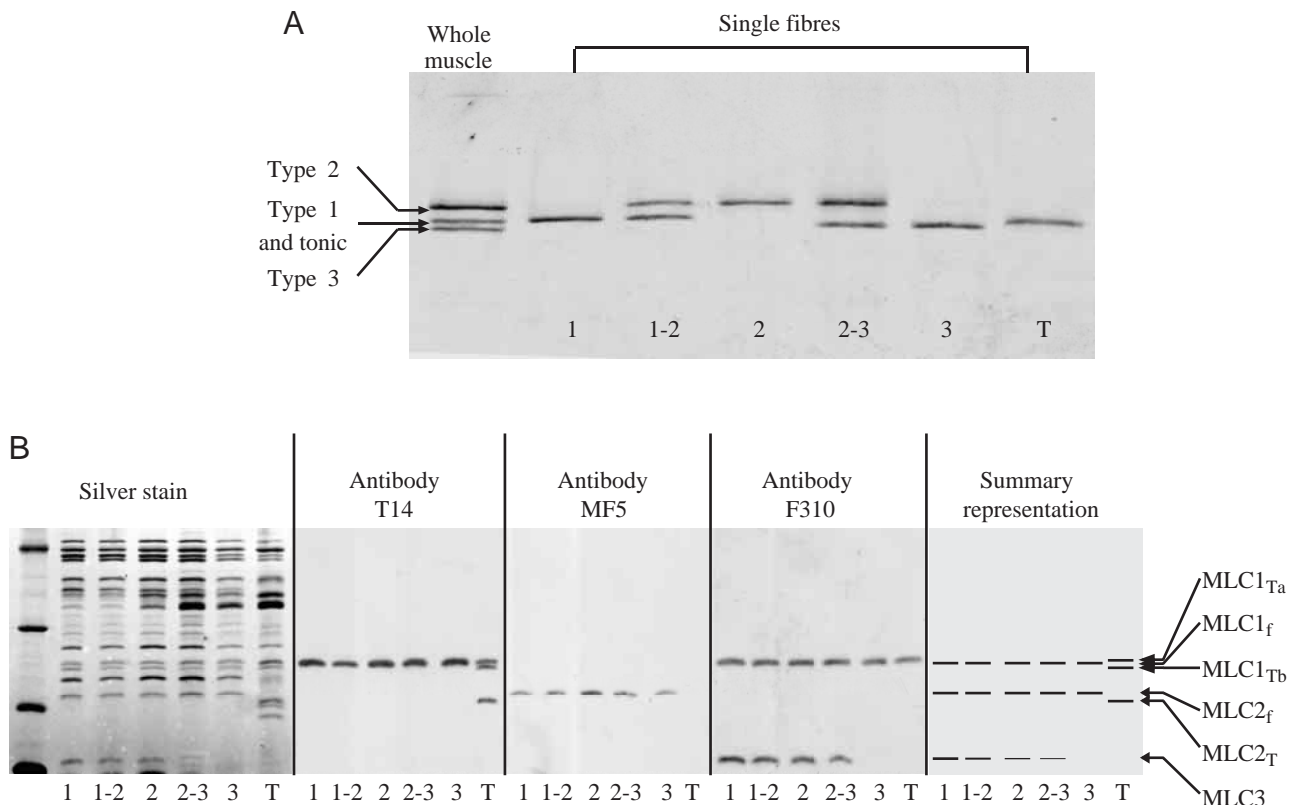 A
Whole
muscle
Single fibres
Type 2
Type 1
and tonic
Type 3
1 1-2 2 2-3 3 T
B
Silver stain
Antibody
T14
Antibody
MF5
Antibody
F310
Summary
representation
MLC1Ta
MLC1f
MLC1Tb
MLC2f
MLC2T
MLC3
1 1-2 2 2-3 3 T 1 1-2 2 2-3 3 T 1 1-2 2 2-3 3 T 1 1-2 2 2-3 3 T 1 1-2 2 2-3 3 T